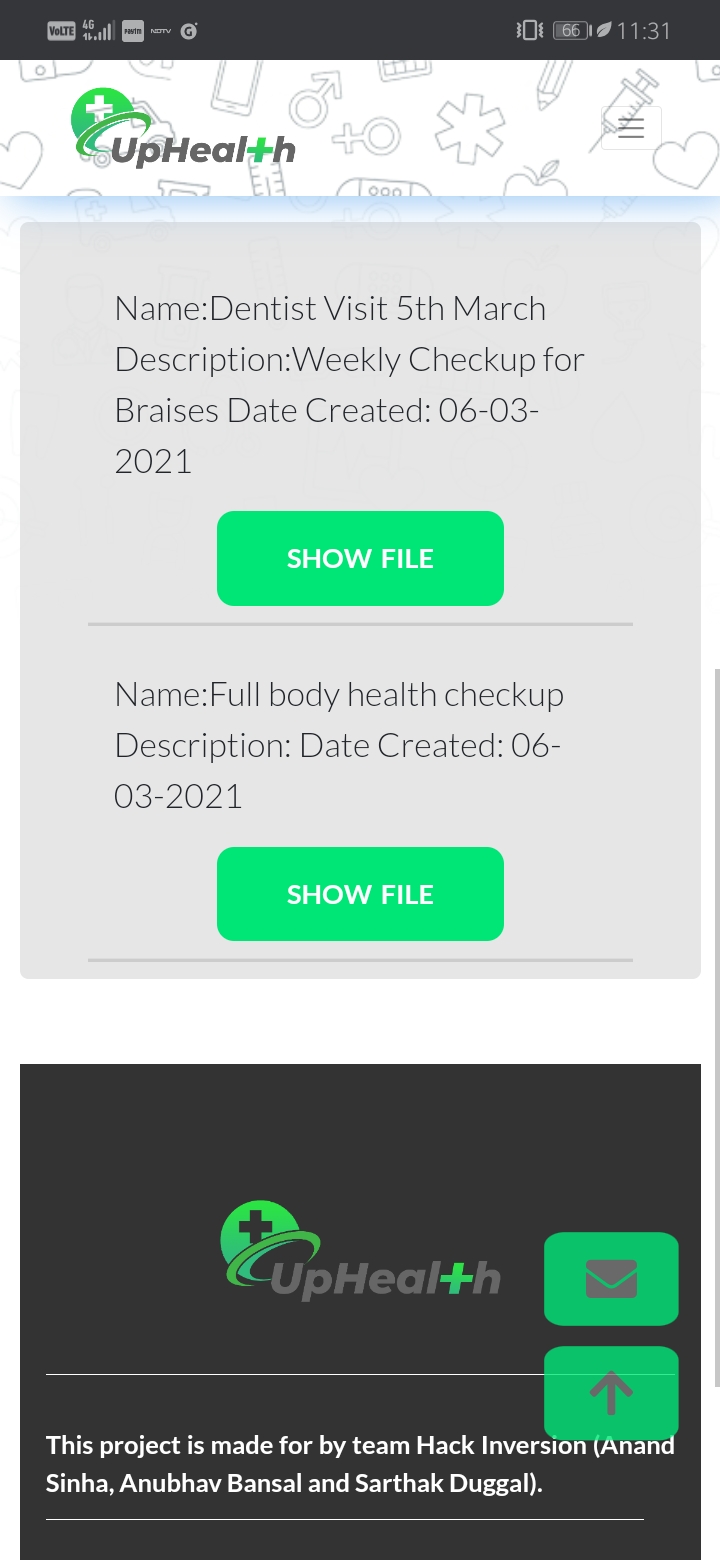 VoLTE 4G Paytm NDTV G 66 11:31
UpHealth
Name:Dentist Visit 5th March
Description:Weekly Checkup for
Braises Date Created: 06-03-
2021
SHOW FILE
Name:Full body health checkup
Description: Date Created: 06-
03-2021
SHOW FILE
UpHealth
This project is made for by team Hack Inversion (Anand
Sinha, Anubhav Bansal and Sarthak Duggal).